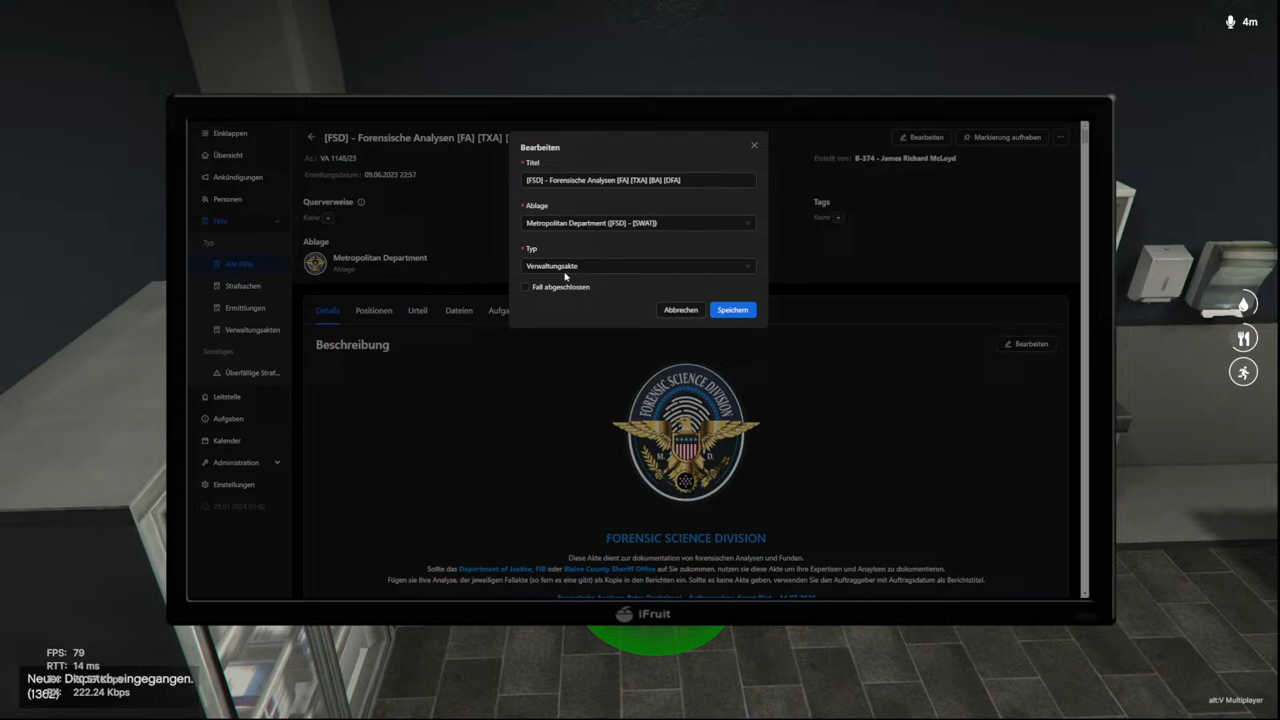 4m
Einklappen
Übersicht
Ankündigungen
Personen
Fälle
Typ
Alle Fälle
Strafsachen
Ermittlungen
Verwaltungsakten
Sonstiges
Überfällige Straf...
Leitstelle
Aufgaben
Kalender
Administration
Einstellungen
[FSD] - Forensische Analysen [FA] [TXA] [
Az.: VA 1148/23
Erstellungsdatum: 09.06.2023 22:57
Bearbeiten
Markierung aufheben
Erstellt von: B-374 - James Richard McLoyd
Querverweise
Keine +
Tags
Keine +
Ablage
Metropolitan Department
Ablage
Bearbeiten
* Titel
[FSD] - Forensische Analysen [FA] [TXA] [BA] [DFA]
* Ablage
Metropolitan Department ([FSD] - [SWAT])
* Typ
Verwaltungsakte
Fall abgeschlossen
Abbrechen
Speichern
Details
Positionen
Urteil
Dateien
Aufga
Beschreibung
Bearbeiten
FORENSIC SCIENCE DIVISION
M. D.
FORENSIC SCIENCE DIVISION
Diese Akte dient zur dokumentation von forensischen Analysen und Funden.
Sollte das Department of Justice, FIB oder Blaine County Sheriff Office auf Sie zukommen, nutzen sie diese Akte um Ihre Expertisen und Anaylsen zu dokumentieren.
Fügen sie Ihre Analyse, der jeweiligen Fallakte (so fern es eine gibt) als Kopie in den Berichten ein. Sollte es keine Akte geben, verwenden Sie den Auftraggeber mit Auftragsdatum als Berichtstitel.
iFruit
FPS: 79
RTT: 14 ms
Neuer Dispatch eingegangen.
(1362)
222.24 Kbps
alt:V Multiplayer